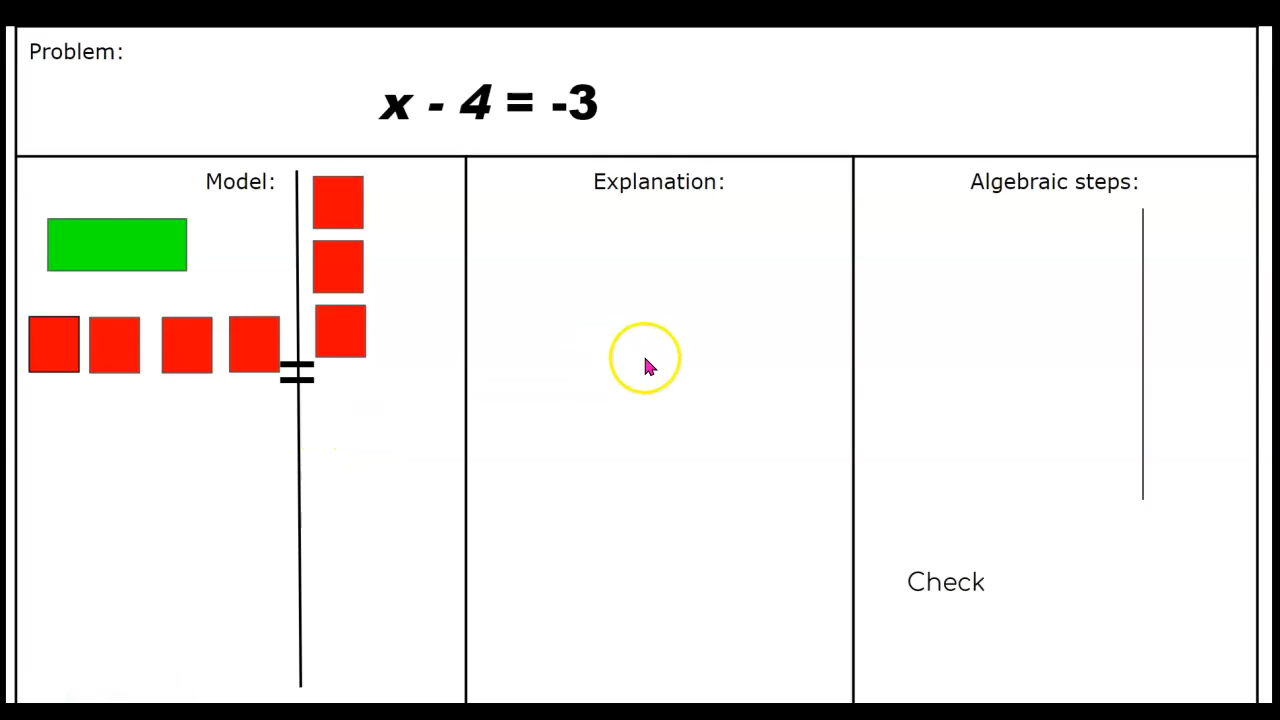 Problem:
x - 4 = -3
Model:
Explanation:
Algebraic steps:
=
Check